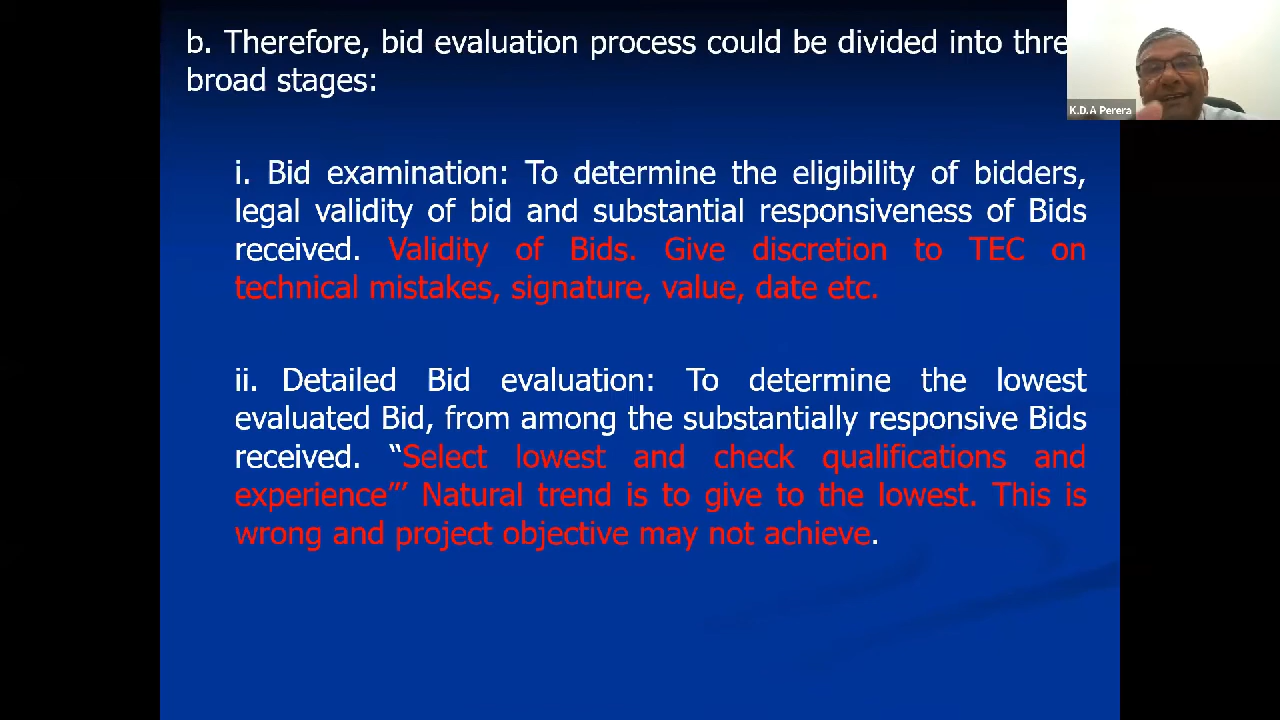 b. Therefore, bid evaluation process could be divided into thre
broad stages:
K.D.A Perera
i. Bid examination: To determine the eligibility of bidders,
legal validity of bid and substantial responsiveness of Bids
received. Validity of Bids. Give discretion to TEC on
technical mistakes, signature, value, date etc.
ii. Detailed Bid evaluation: To determine the lowest
evaluated Bid, from among the substantially responsive Bids
received. “Select lowest and check qualifications and
experience”’ Natural trend is to give to the lowest. This is
wrong and project objective may not achieve.